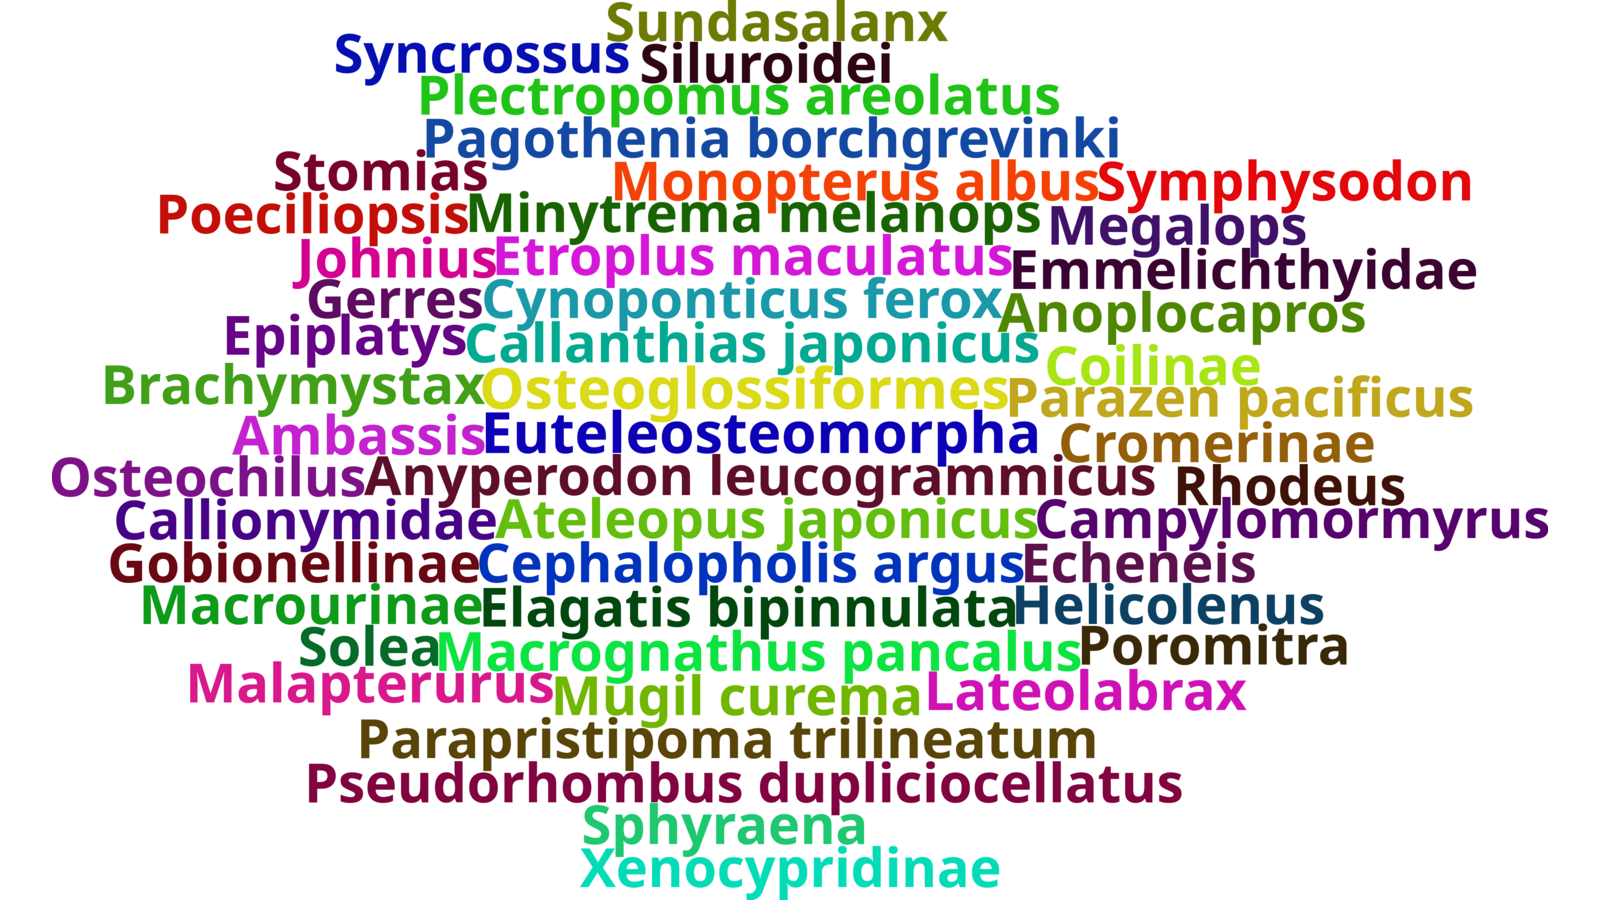 Sundasalanx
Syncrossus
Siluroidei
Plectropomus areolatus
Pagothenia borchgrevinki
Stomias
Monopterus albus
Symphysodon
Poeciliopsis
Minytrema melanops
Megalops
Johnius
Etroplus maculatus
Emmelichthyidae
Gerres
Cynoponticus ferox
Anoplocapros
Epiplatys
Callanthias japonicus
Coilinae
Brachymystax
Osteoglossiformes
Parazen pacificus
Ambassis
Euteleosteomorpha
Cromerinae
Osteochilus
Anyperodon leucogrammicus
Rhodeus
Callionymidae
Ateleopus japonicus
Campylomormyrus
Gobionellinae
Cephalopholis argus
Echeneis
Macrourinae
Elagatis bipinnulata
Helicolenus
Solea
Macrognathus pancalus
Poromitra
Malapterurus
Mugil curema
Lateolabrax
Parapristipoma trilineatum
Pseudorhombus dupliciocellatus
Sphyraena
Xenocypridinae